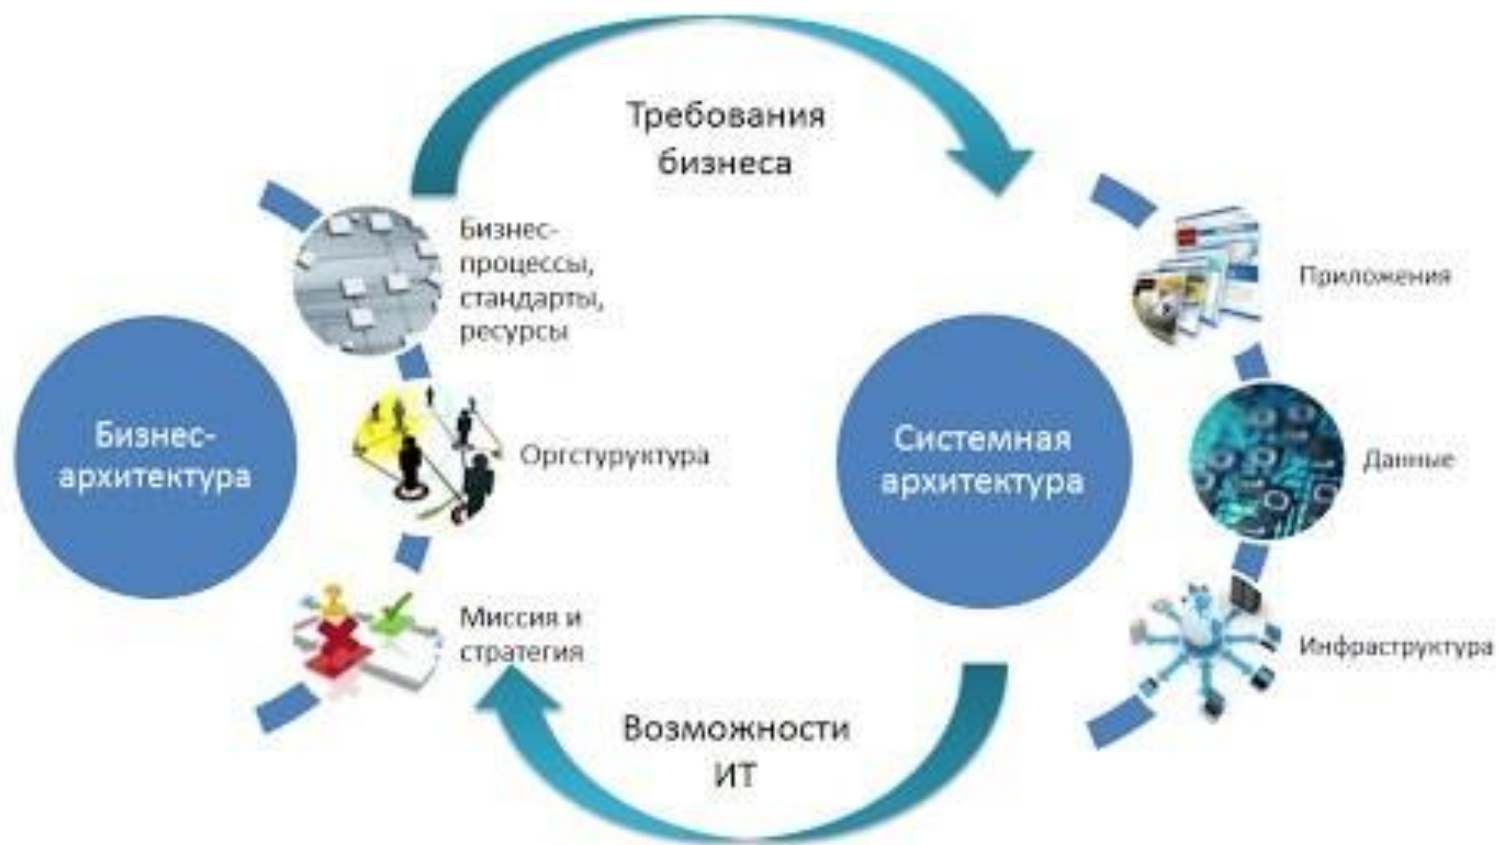 Требования
бизнеса
Бизнес-
процессы,
стандарты,
ресурсы
Приложения
Бизнес-
архитектура
Оргстуруктура
Системная
архитектура
Данные
Миссия и
стратегия
Инфраструктура
Возможности
ИТ